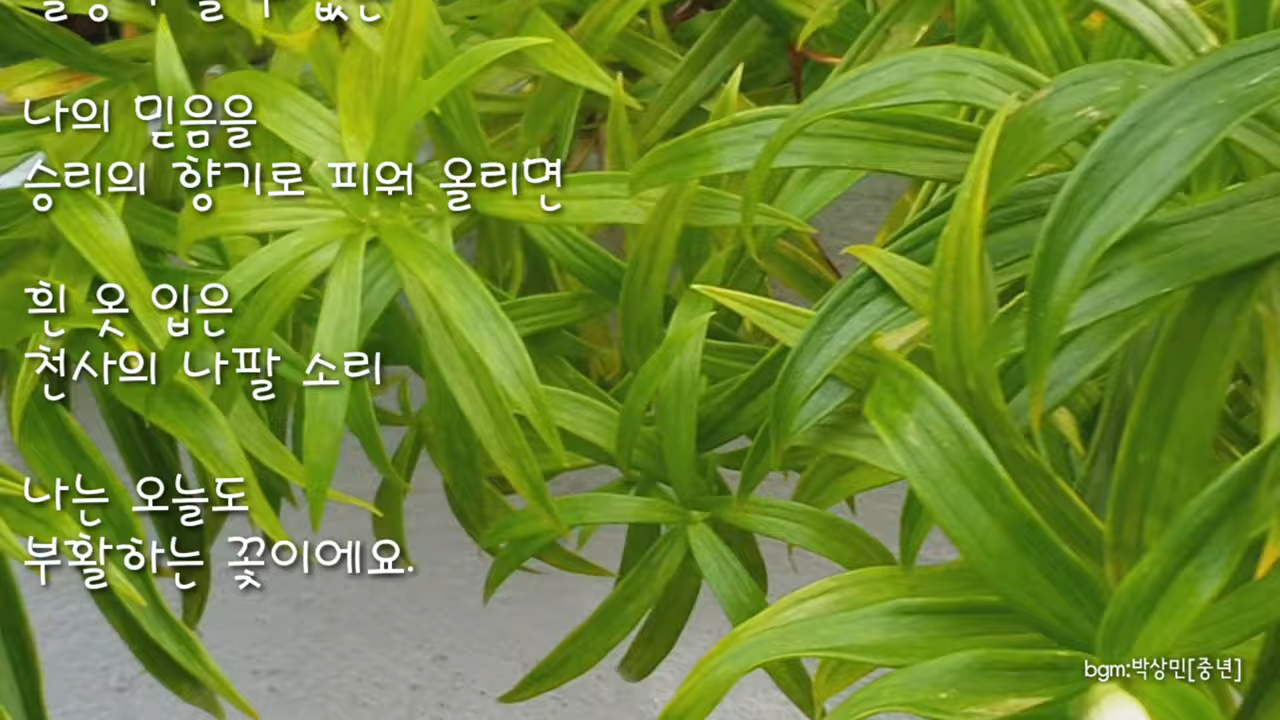 나의 믿음을
승리의 향기로 피워 올리면
흰 옷 입은
천사의 나팔 소리
나는 오늘도
부활하는 꽃이에요.
bgm:박상민[중년]